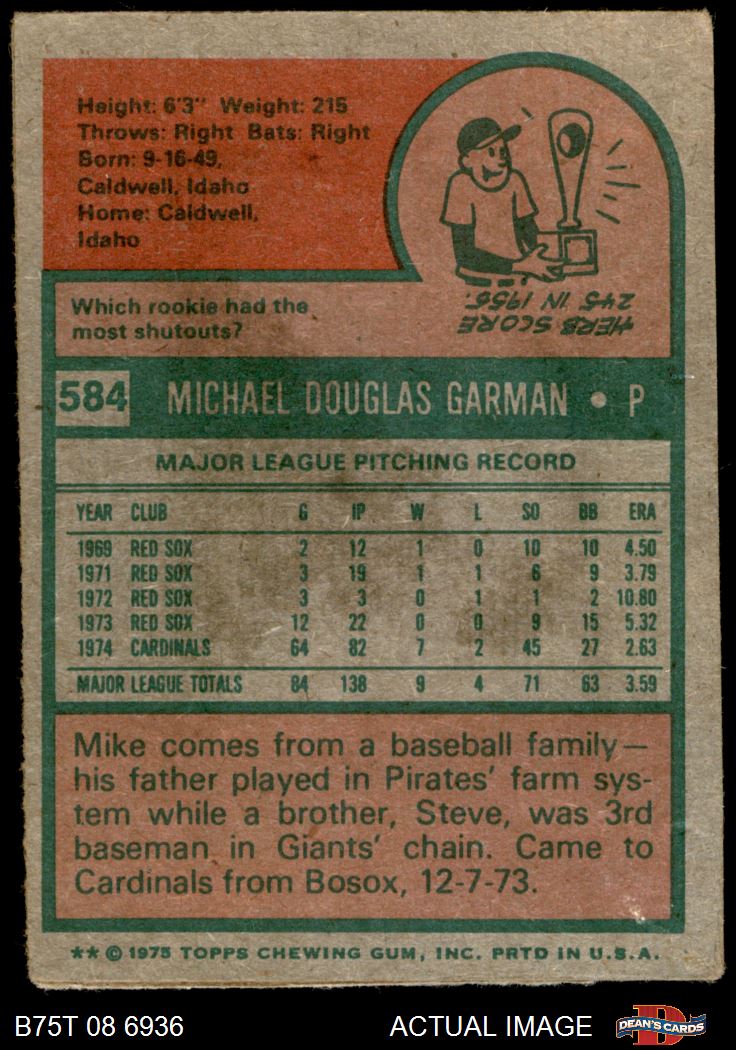 Height: 6'3" Weight: 215
Throws: Right Bats: Right
Born: 9-16-49,
Caldwell, Idaho
Home: Caldwell,
Idaho
Which rookie had the
most shutouts?
HERB SCORE
245 IN 1955.
584 MICHAEL DOUGLAS GARMAN • P
MAJOR LEAGUE PITCHING RECORD
YEAR CLUB G IP W L SO BB ERA
1969 RED SOX 2 12 1 0 10 10 4.50
1971 RED SOX 3 19 1 1 6 9 3.79
1972 RED SOX 3 3 0 1 1 2 10.80
1973 RED SOX 12 22 0 0 9 15 5.32
1974 CARDINALS 64 82 7 2 45 27 2.63
MAJOR LEAGUE TOTALS 84 138 9 4 71 63 3.59
Mike comes from a baseball family—
his father played in Pirates' farm sys-
tem while a brother, Steve, was 3rd
baseman in Giants' chain. Came to
Cardinals from Bosox, 12-7-73.
** © 1975 TOPPS CHEWING GUM, INC. PRTD IN U.S.A.
B75T 08 6936 ACTUAL IMAGE D DEAN'S CARDS